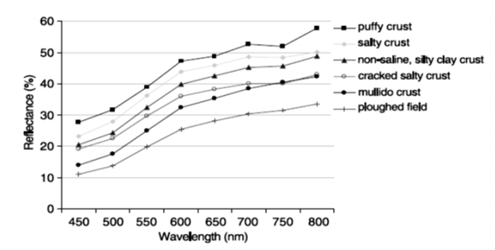 60
50
40
30
20
10
0
Reflectance (%)
450 500 550 600 650 700 750 800
Wavelength (nm)
puffy crust
salty crust
non-saline, silty clay crust
cracked salty crust
mullido crust
ploughed field